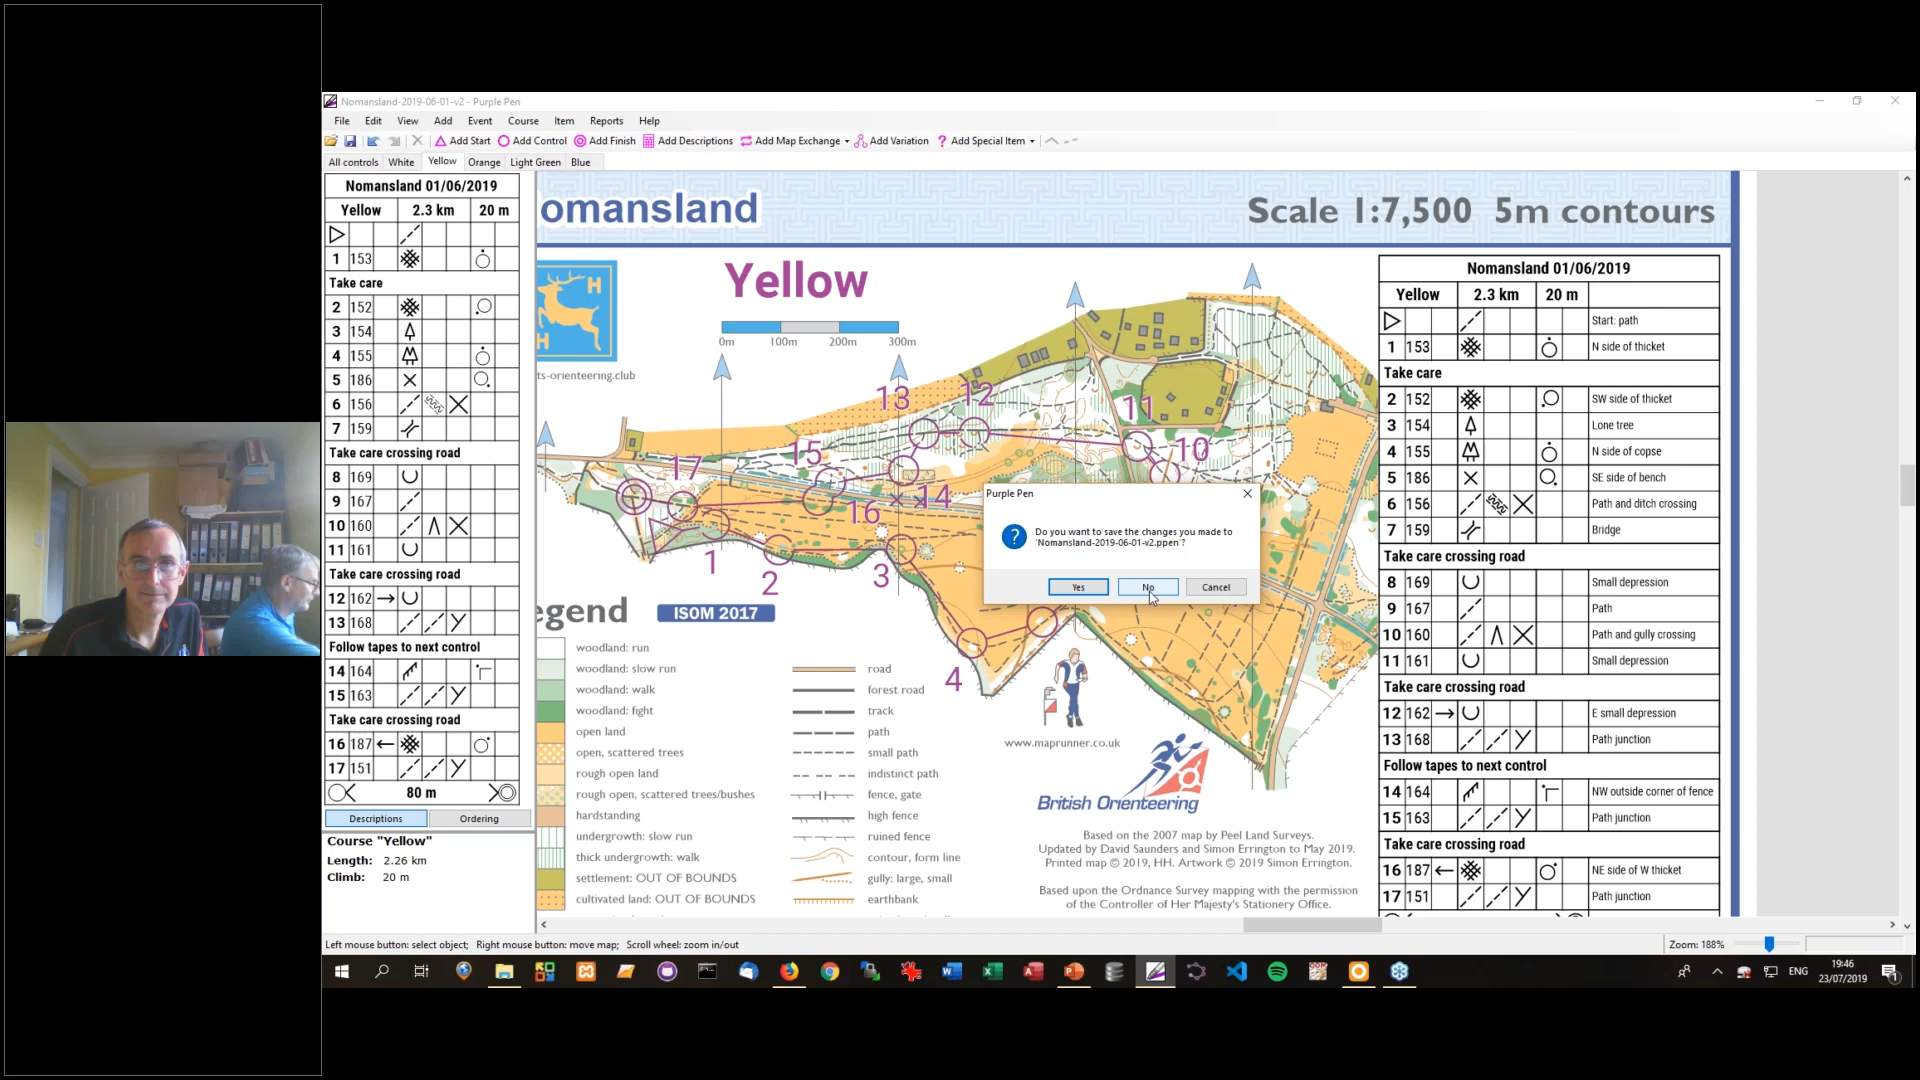 Nomansland-2019-06-01-v2 - Purple Pen
File Edit View Add Event Course Item Reports Help
Add Start Add Control Add Finish Add Descriptions Add Map Exchange Add Variation ? Add Special Item
All controls White Yellow Orange Light Green Blue
Nomansland 01/06/2019
Yellow 2.3 km 20 m
1 153
Take care
2 152
3 154
4 155
5 186
6 156
7 159
Take care crossing road
8 169
9 167
10 160
11 161
Take care crossing road
12 162
13 168
Follow tapes to next control
14 164
15 163
Take care crossing road
16 187
17 151
80 m
Descriptions Ordering
Course "Yellow"
Length: 2.26 km
Climb: 20 m
omansland
Scale 1:7,500 5m contours
H
H
ts-orienteering.club
Yellow
0m 100m 200m 300m
13
12
11
10
15
17
14
16
1
2
3
4
Purple Pen
Do you want to save the changes you made to
'Nomansland-2019-06-01-v2.ppen'?
Yes No Cancel
egend ISOM 2017
woodland: run
woodland: slow run
woodland: walk
woodland: fight
open land
open, scattered trees
rough open land
rough open, scattered trees/bushes
hardstanding
undergrowth: slow run
thick undergrowth: walk
settlement: OUT OF BOUNDS
cultivated land: OUT OF BOUNDS
road
forest road
track
path
small path
indistinct path
fence, gate
high fence
ruined fence
contour, form line
gully: large, small
earthbank
www.maprunner.co.uk
British Orienteering
Based on the 2007 map by Peel Land Surveys.
Updated by David Saunders and Simon Errington to May 2019.
Printed map © 2019, HH. Artwork © 2019 Simon Errington.
Based upon the Ordnance Survey mapping with the permission
of the Controller of Her Majesty's Stationery Office.
Nomansland 01/06/2019
Yellow 2.3 km 20 m
Start: path
1 153 N side of thicket
Take care
2 152 SW side of thicket
3 154 Lone tree
4 155 N side of copse
5 186 SE side of bench
6 156 Path and ditch crossing
7 159 Bridge
Take care crossing road
8 169 Small depression
9 167 Path
10 160 Path and gully crossing
11 161 Small depression
Take care crossing road
12 162 E small depression
13 168 Path junction
Follow tapes to next control
14 164 NW outside corner of fence
15 163 Path junction
Take care crossing road
16 187 NE side of W thicket
17 151 Path junction
Left mouse button: select object; Right mouse button: move map; Scroll wheel: zoom in/out
Zoom: 188%
ENG
19:46
23/07/2019